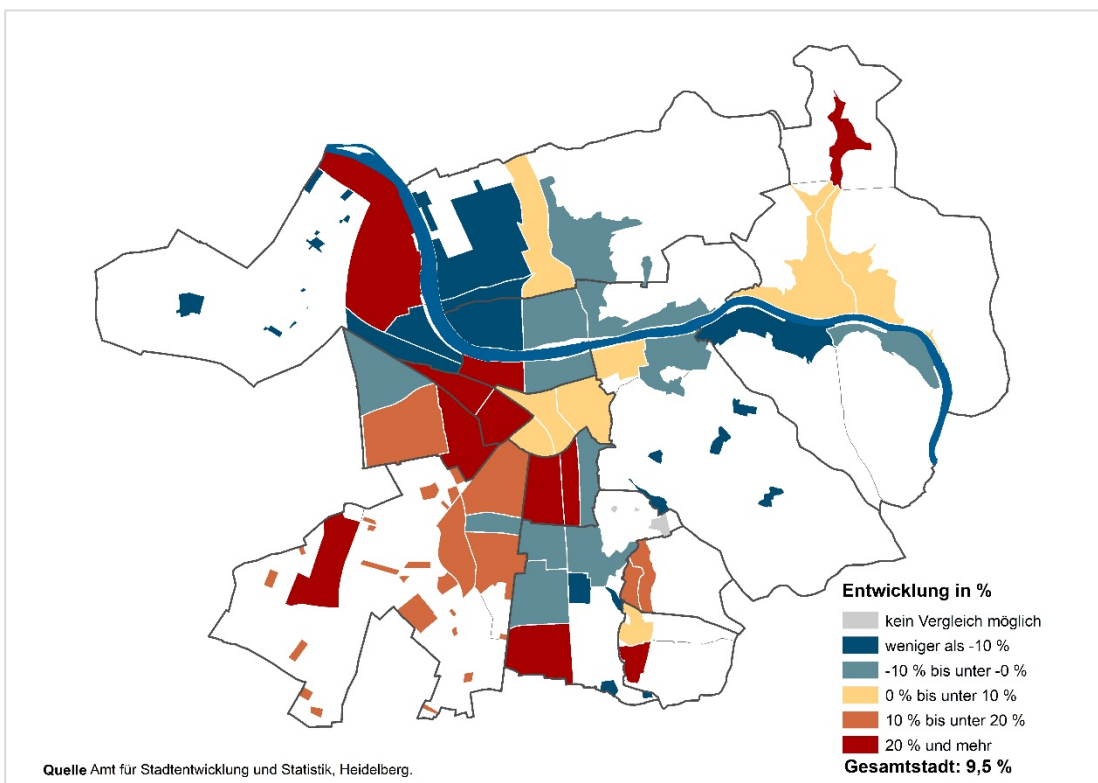 Entwicklung in %
kein Vergleich möglich
weniger als -10 %
-10 % bis unter -0 %
0 % bis unter 10 %
10 % bis unter 20 %
20 % und mehr
Gesamtstadt: 9,5 %
Quelle Amt für Stadtentwicklung und Statistik, Heidelberg.